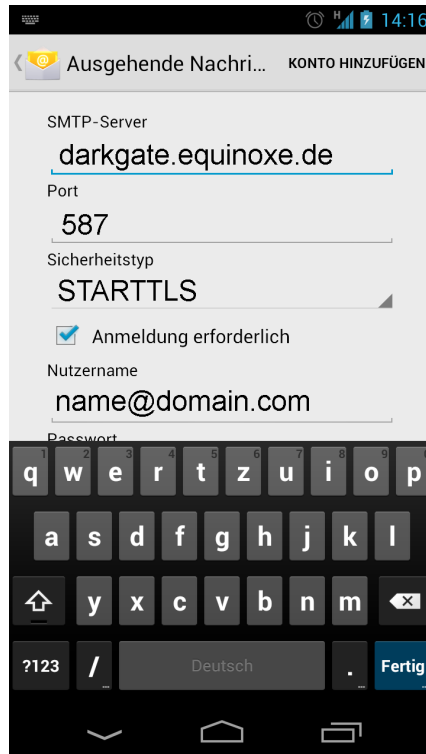 H 14:16
Ausgehende Nachri... KONTO HINZUFÜGEN
SMTP-Server
darkgate.equinoxe.de
Port
587
Sicherheitstyp
STARTTLS
Anmeldung erforderlich
Nutzername
name@domain.com
Passwort
1 2 3 4 5 6 7 8 9
q w e r t z u i o p
a s d f g h j k l
y x c v b n m
?123 / ... Deutsch . ... Fertig